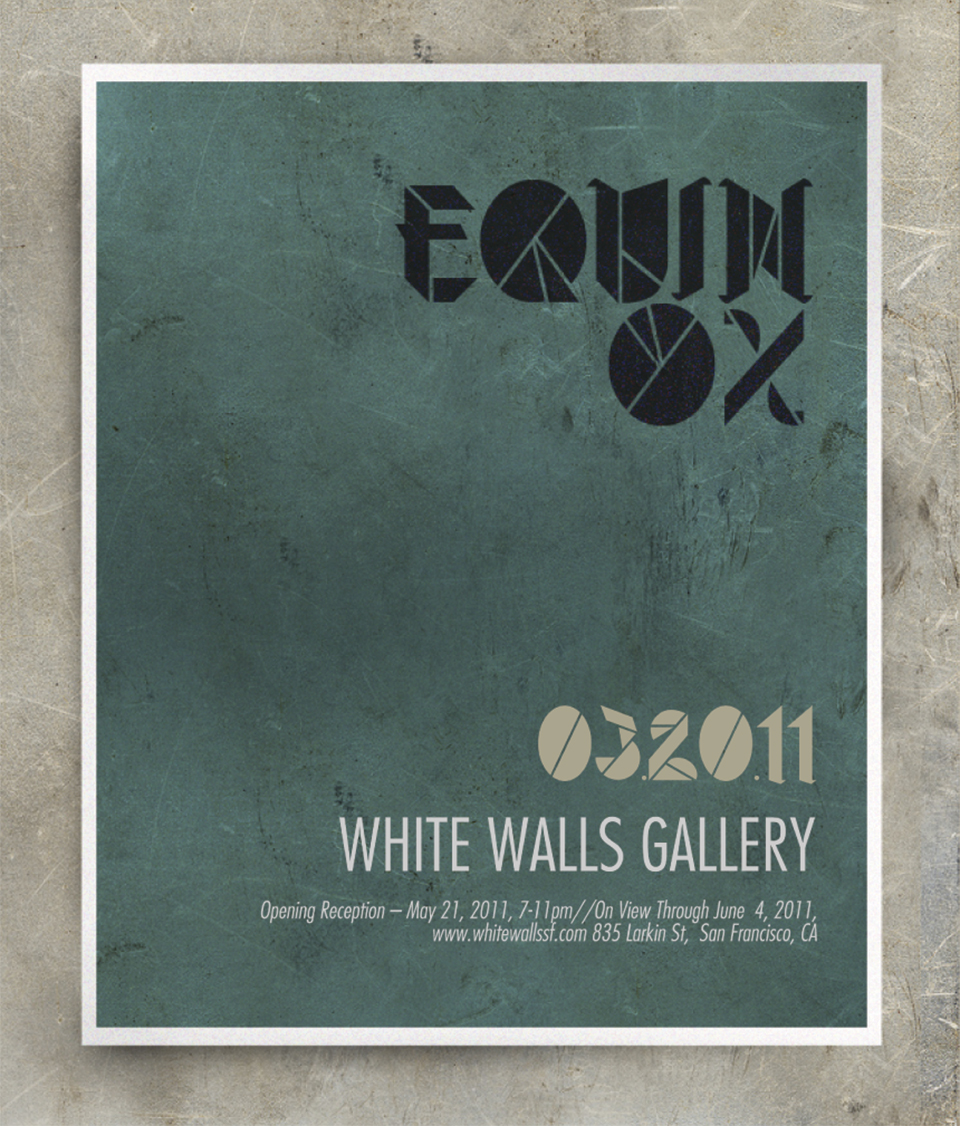 EQUIN
OX
03.20.11
WHITE WALLS GALLERY
Opening Reception – May 21, 2011, 7-11pm//On View Through June 4, 2011,
www.whitewallssf.com 835 Larkin St, San Francisco, CA